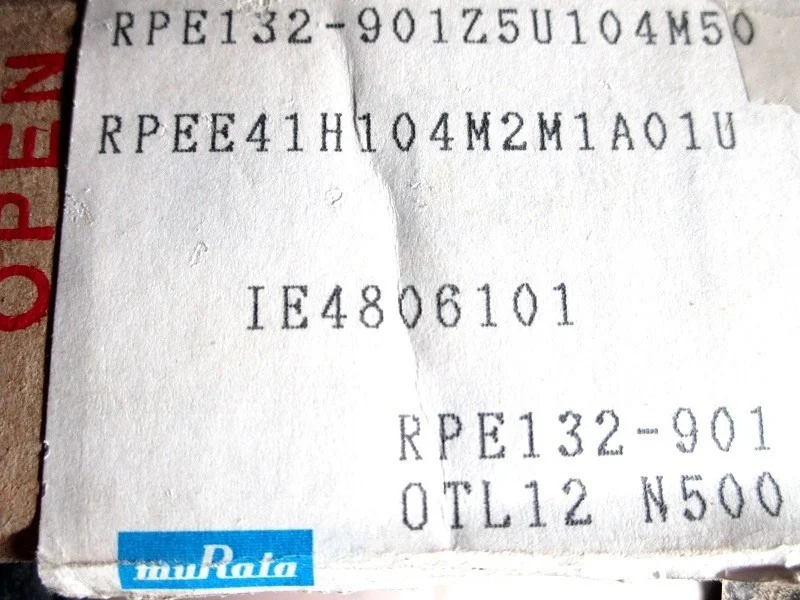 RPE132-901Z5U104M50
RPEE41H104M2M1A01U
IE4806101
RPE132-901
OTL12 N500
muRata
OPEN